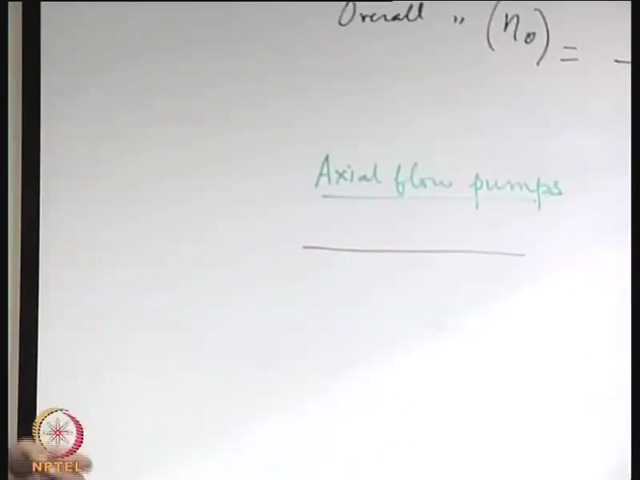 Overall " (η₀) =
Axial flow pumps
NPTEL